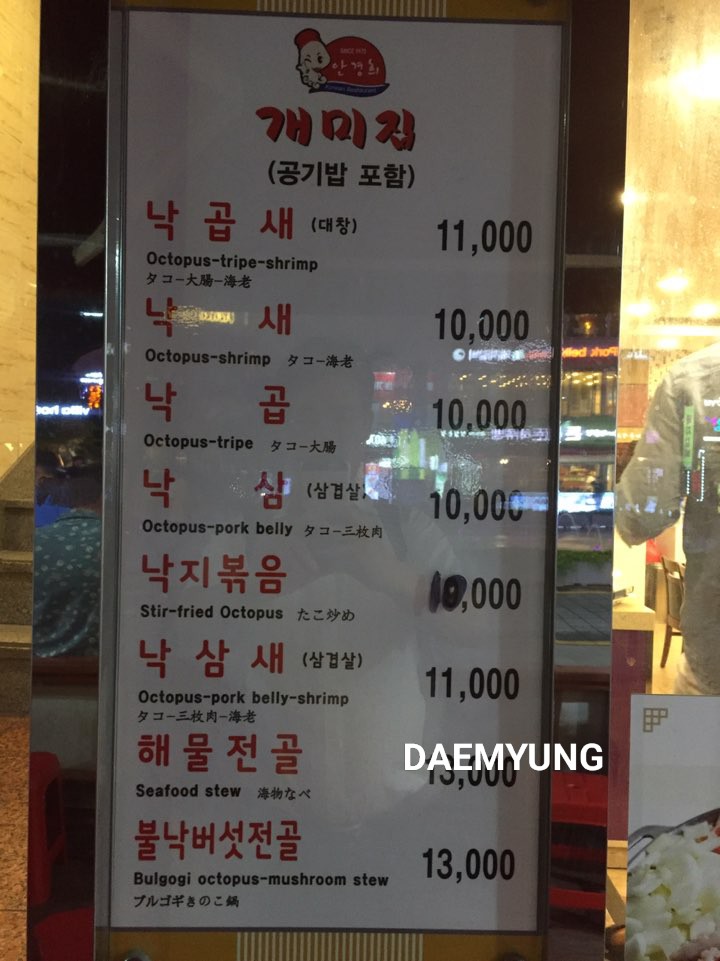 SINCE 1975
안경희
Korean Restaurant
개미집
(공기밥 포함)
낙 곱 새 (대창) 11,000
Octopus-tripe-shrimp
タコ-大腸-海老
낙 새 10,000
Octopus-shrimp タコ-海老
낙 곱 10,000
Octopus-tripe タコ-大腸
낙 삼 (삼겹살) 10,000
Octopus-pork belly タコ-三枚肉
낙지볶음 10,000
Stir-fried Octopus たこ炒め
낙 삼 새 (삼겹살) 11,000
Octopus-pork belly-shrimp
タコ-三枚肉-海老
해물전골 13,000
DAEMYUNG
Seafood stew 海物なべ
불낙버섯전골 13,000
Bulgogi octopus-mushroom stew
ブルゴギきのこ鍋